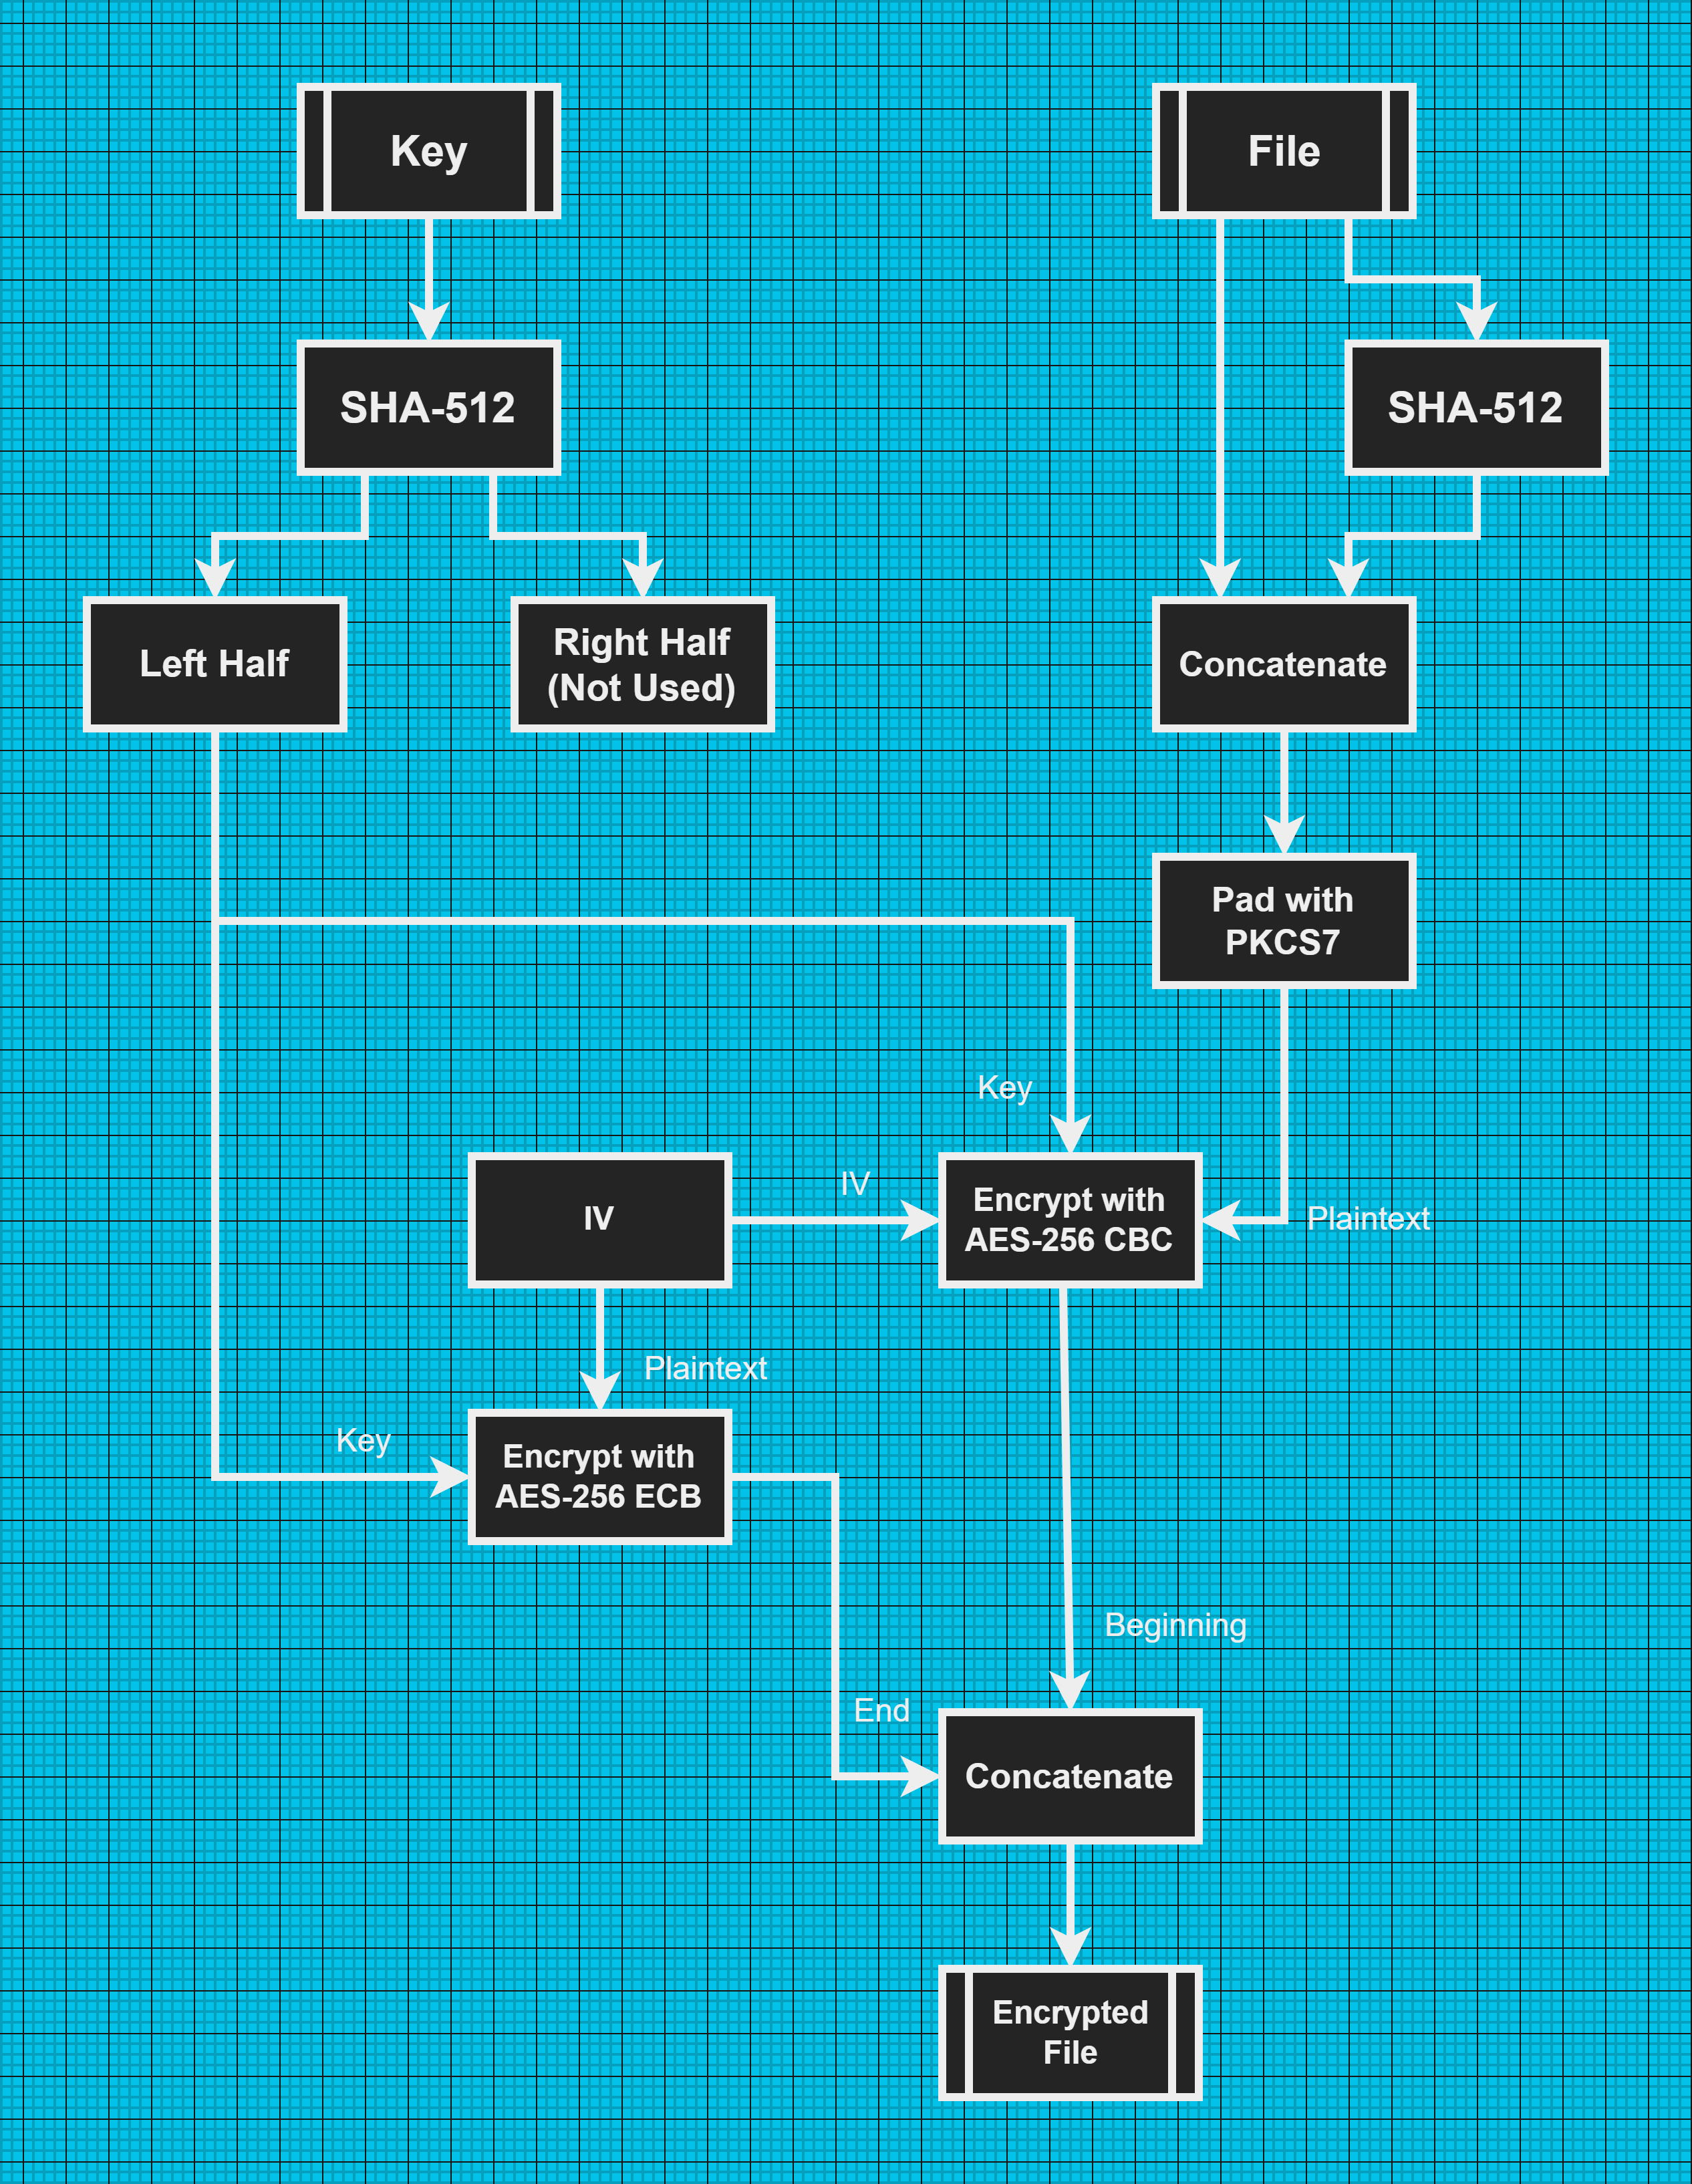 Key
File
SHA-512
SHA-512
Left Half
Right Half
(Not Used)
Concatenate
Pad with
PKCS7
Key
IV
IV
Encrypt with
AES-256 CBC
Plaintext
Plaintext
Key
Encrypt with
AES-256 ECB
Beginning
End
Concatenate
Encrypted
File